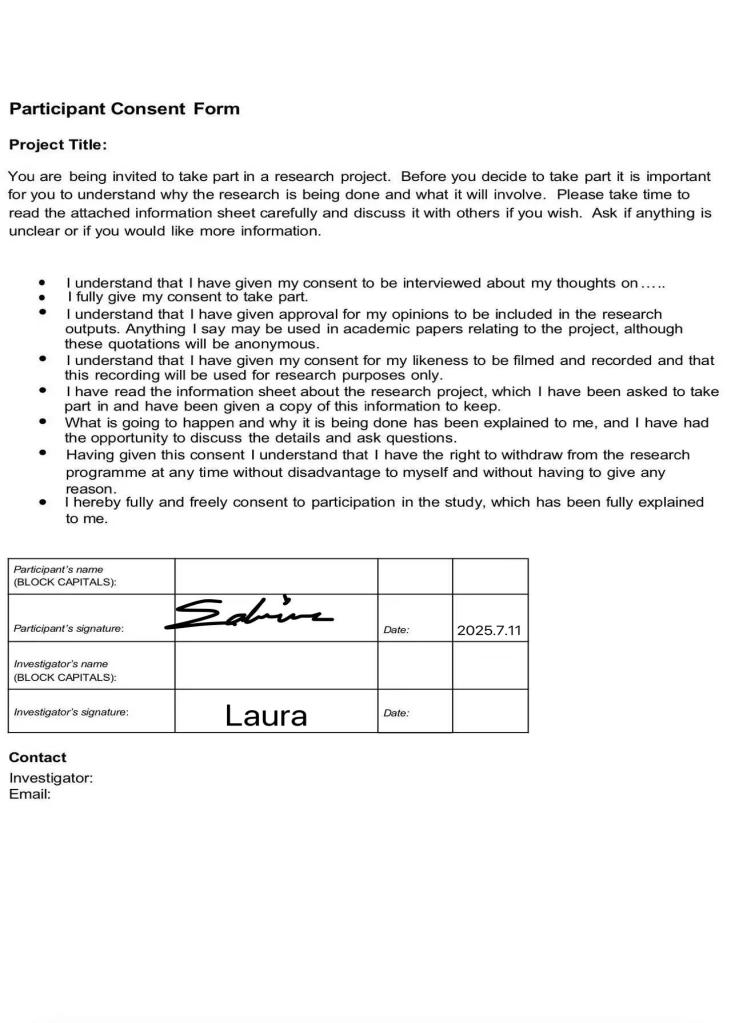 Participant Consent Form
Project Title:
You are being invited to take part in a research project. Before you decide to take part it is important
for you to understand why the research is being done and what it will involve. Please take time to
read the attached information sheet carefully and discuss it with others if you wish. Ask if anything is
unclear or if you would like more information.
• I understand that I have given my consent to be interviewed about my thoughts on…..
• I fully give my consent to take part.
• I understand that I have given approval for my opinions to be included in the research
outputs. Anything I say may be used in academic papers relating to the project, although
these quotations will be anonymous.
• I understand that I have given my consent for my likeness to be filmed and recorded and that
this recording will be used for research purposes only.
• I have read the information sheet about the research project, which I have been asked to take
part in and have been given a copy of this information to keep.
• What is going to happen and why it is being done has been explained to me, and I have had
the opportunity to discuss the details and ask questions.
• Having given this consent I understand that I have the right to withdraw from the research
programme at any time without disadvantage to myself and without having to give any
reason.
• I hereby fully and freely consent to participation in the study, which has been fully explained
to me.
Participant's name
(BLOCK CAPITALS):
Participant's signature: Sabine Date: 2025.7.11
Investigator's name
(BLOCK CAPITALS):
Investigator's signature: Laura Date:
Contact
Investigator:
Email: